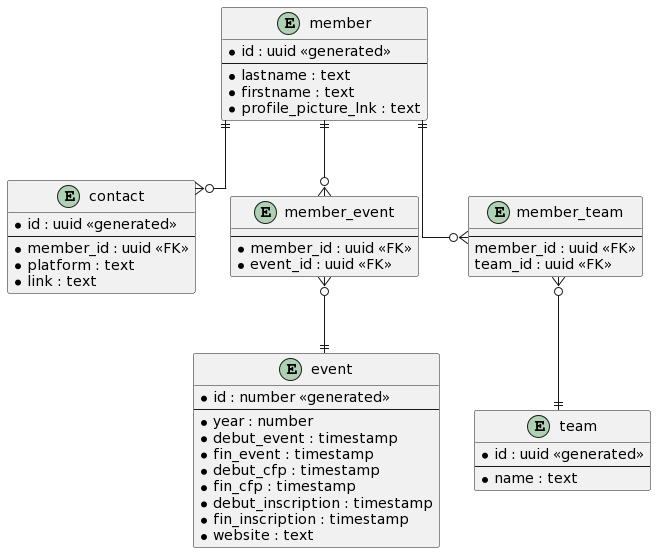 E member
id : uuid «generated»
lastname : text
firstname : text
profile_picture_lnk : text
E contact
id : uuid «generated»
member_id : uuid «FK»
platform : text
link : text
E member_event
member_id : uuid «FK»
event_id : uuid «FK»
E member_team
member_id : uuid «FK»
team_id : uuid «FK»
E event
id : number «generated»
year : number
debut_event : timestamp
fin_event : timestamp
debut_cfp : timestamp
fin_cfp : timestamp
debut_inscription : timestamp
fin_inscription : timestamp
website : text
E team
id : uuid «generated»
name : text